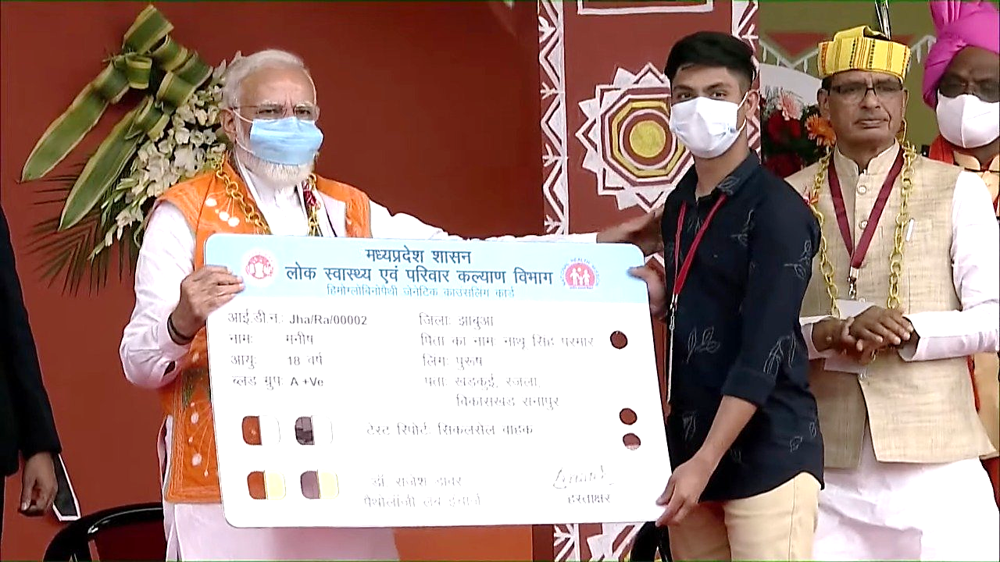 मध्यप्रदेश शासन
लोक स्वास्थ्य एवं परिवार कल्याण विभाग
हिमोग्लोबिनोपैथी जेनेटिक काउंसलिंग कार्ड
आई.डी.नं.: Jha/Ra/00002 जिला: झाबुआ
नाम: मनीष पिता का नाम: नाथू सिंह परमार
आयु: 18 वर्ष लिंग: पुरूष
ब्लड ग्रुप: A +Ve पता: खेडकुई, रजला,
विकासखंड रानापुर
टेस्ट रिपोर्ट: सिकलसेल वाहक
डॉ. राजेश डावर
पैथोलॉजी लैब इंचार्ज हस्ताक्षर